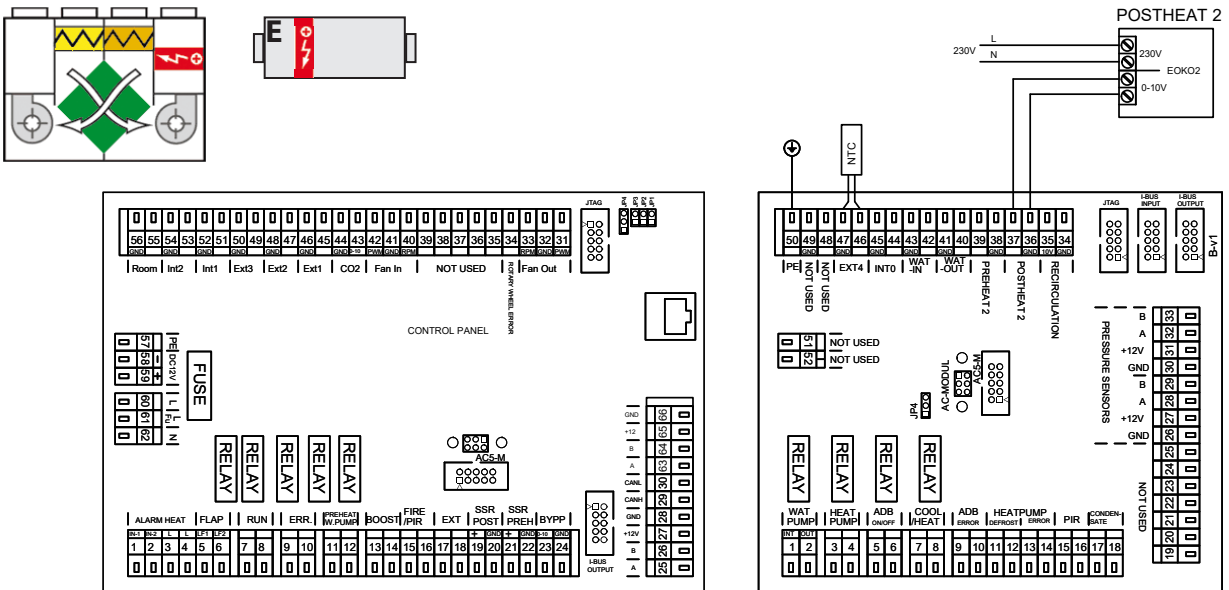 POSTHEAT 2
E
230V L
N
230V
EOKO2
0-10V
NTC
JTAG
JP4 JP3 JP2 JP1
56 55 54 53 52 51 50 49 48 47 46 45 44 43 42 41 40 39 38 37 36 35 34 33 32 31
GND GND GND GND GND GND GND 0-10 PWM GND RPM RPM GND PWM
Room Int2 Int1 Ext3 Ext2 Ext1 CO2 Fan In NOT USED ROTARY WHEEL ERROR Fan Out
CONTROL PANEL
57 PE
58 - DC12V
59 +
FUSE
60 L
61 L Fu
62 N
RELAY RELAY RELAY RELAY RELAY
AC5-M
GND 66
+12 65
B 64
A 63
CANL 30
CANH 29
GND 28
+12V 27
B 26
A 25
I-BUS
OUTPUT
ALARM HEAT FLAP RUN ERR. PREHEAT W.PUMP BOOST FIRE /PIR EXT SSR POST SSR PREH BYPP
IN-1 IN-2 L L LF1 LF2 + GND + GND 0-10 GND
1 2 3 4 5 6 7 8 9 10 11 12 13 14 15 16 17 18 19 20 21 22 23 24
JTAG
I-BUS
INPUT
I-BUS
OUTPUT
B-v1
50 49 48 47 46 45 44 43 42 41 40 39 38 37 36 35 34
GND GND GND GND GND GND GND 10V GND
PE NOT USED NOT USED EXT4 INT0 WAT -IN WAT -OUT PREHEAT 2 POSTHEAT 2 RECIRCULATION
51 NOT USED
52 NOT USED
AC-MODUL
AC5-M
JP4
PRESSURE SENSORS
B 33
A 32
+12V 31
GND 30
B 29
A 28
+12V 27
GND 26
25
24
23
22
21
20
19
NOT USED
RELAY RELAY RELAY RELAY
WAT PUMP HEAT PUMP ADB ON/OFF COOL /HEAT ADB ERROR HEATPUMP DEFROST ERROR PIR CONDEN- SATE
INT OUT
1 2 3 4 5 6 7 8 9 10 11 12 13 14 15 16 17 18